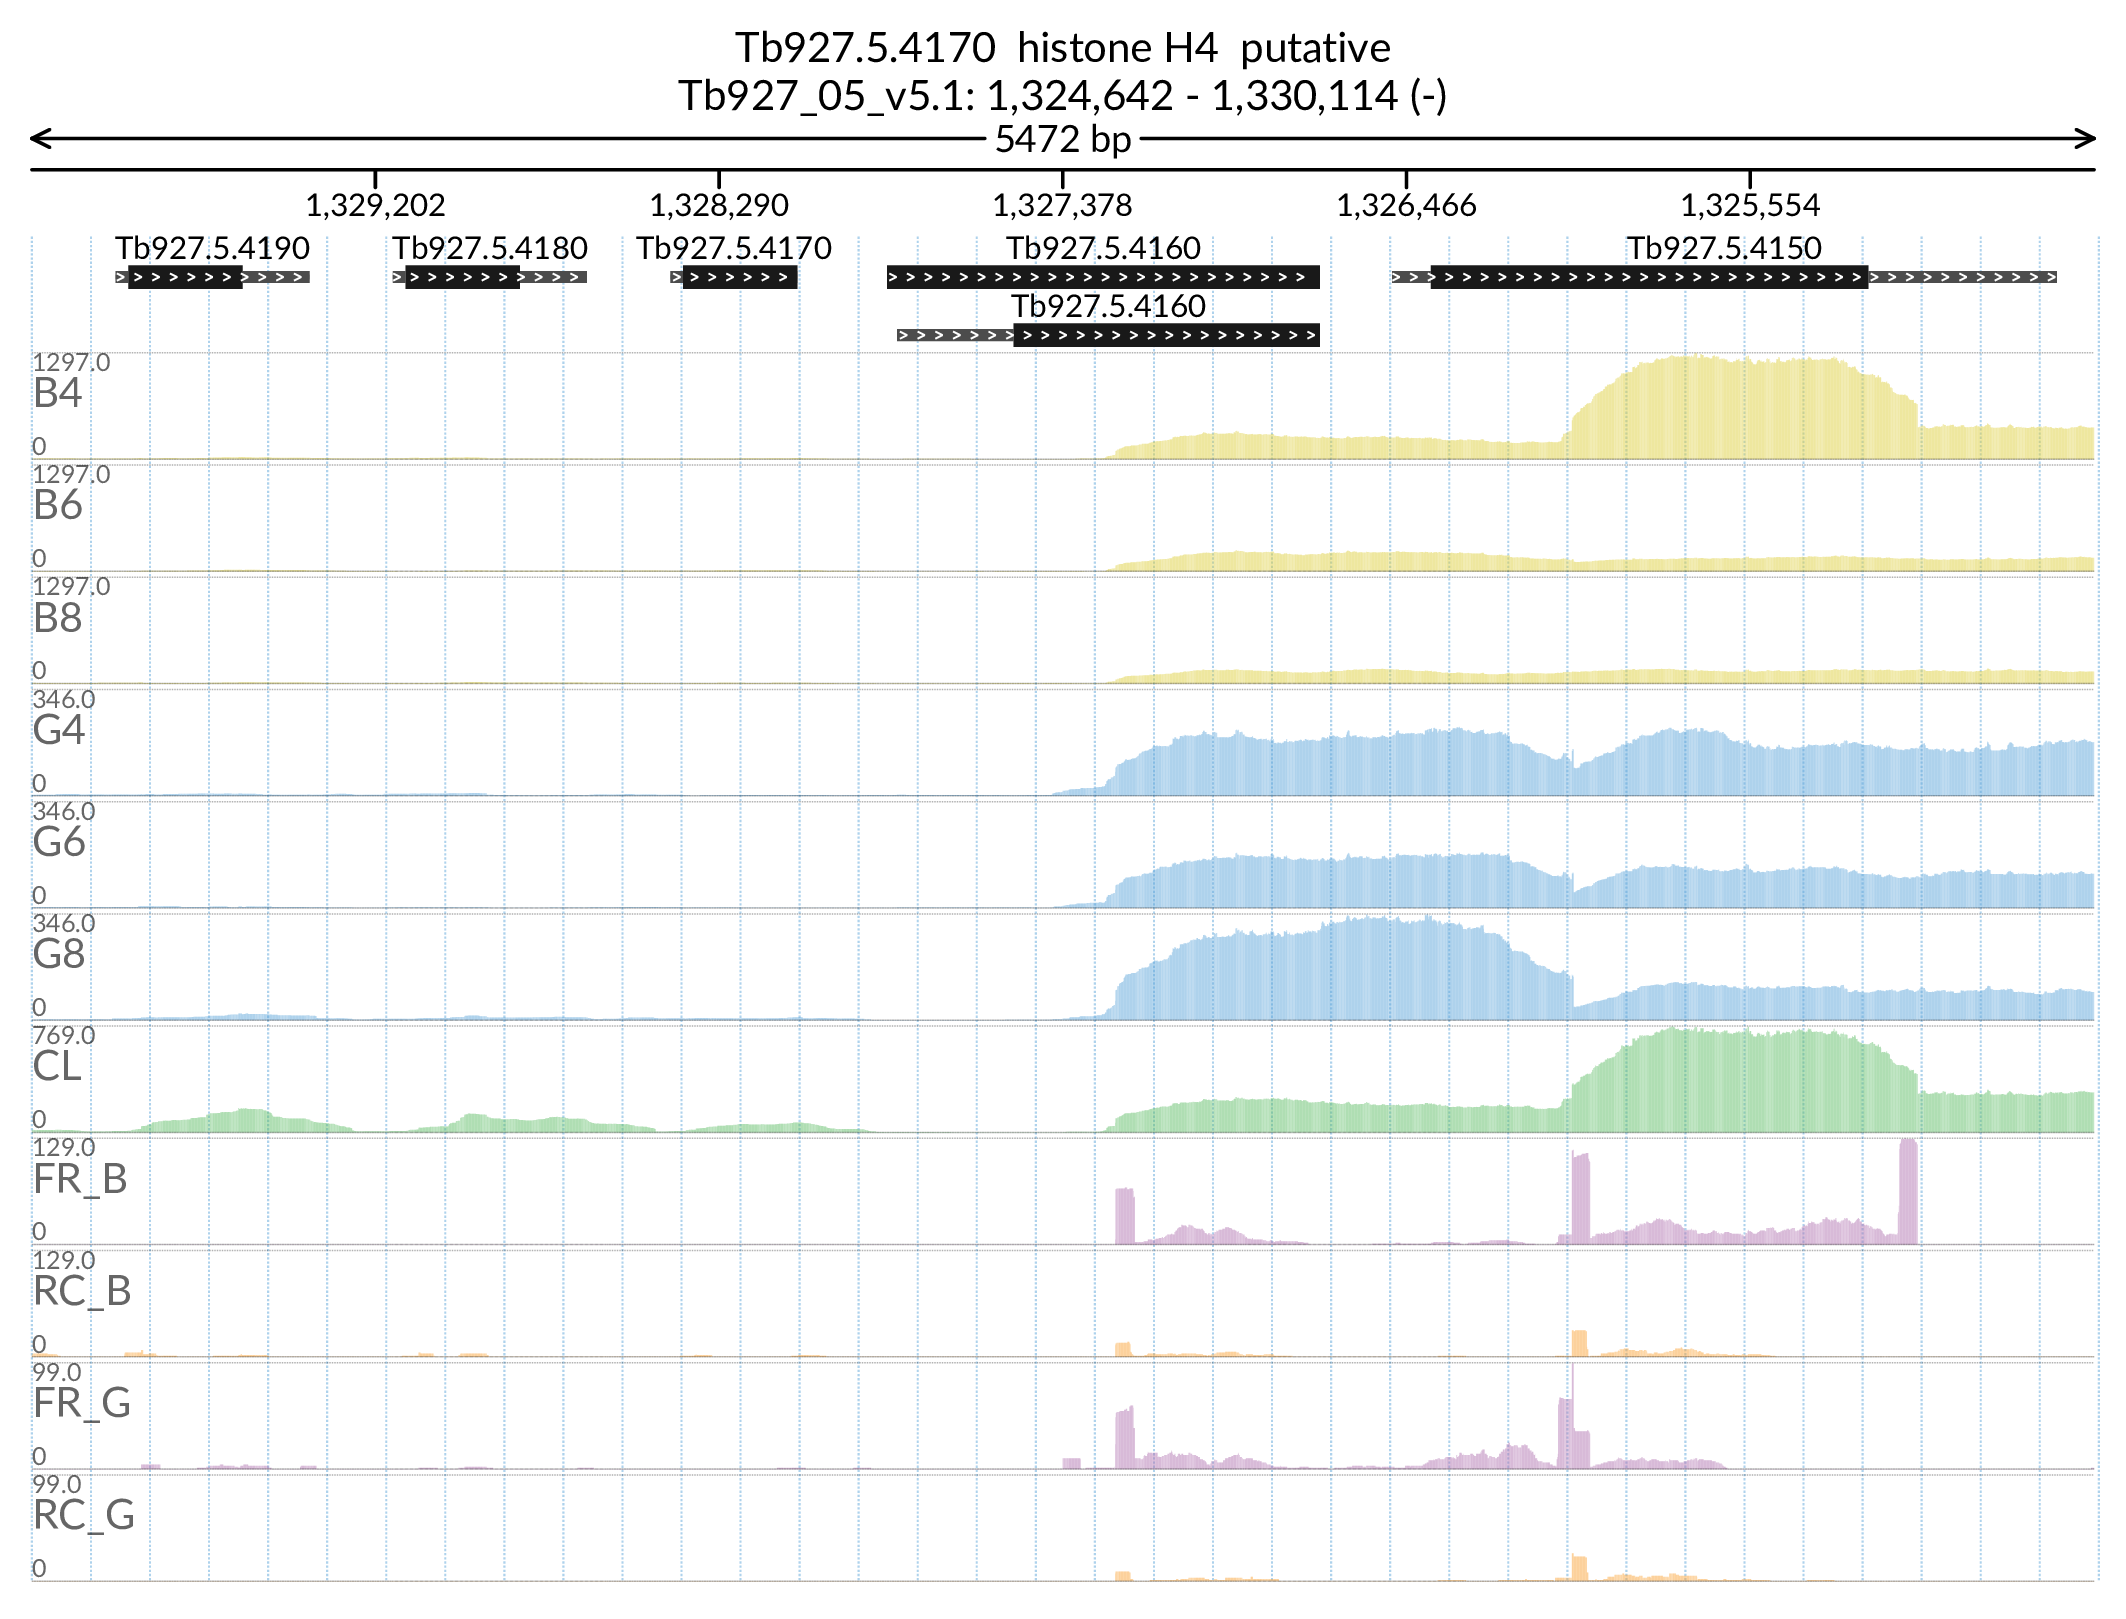 Tb927.5.4170 histone H4 putative
Tb927_05_v5.1: 1,324,642 - 1,330,114 (-)
5472 bp
1,329,202 1,328,290 1,327,378 1,326,466 1,325,554
Tb927.5.4190 Tb927.5.4180 Tb927.5.4170 Tb927.5.4160 Tb927.5.4150
Tb927.5.4160
1297.0
B4
0
1297.0
B6
0
1297.0
B8
0
346.0
G4
0
346.0
G6
0
346.0
G8
0
769.0
CL
0
129.0
FR_B
0
129.0
RC_B
0
99.0
FR_G
0
99.0
RC_G
0